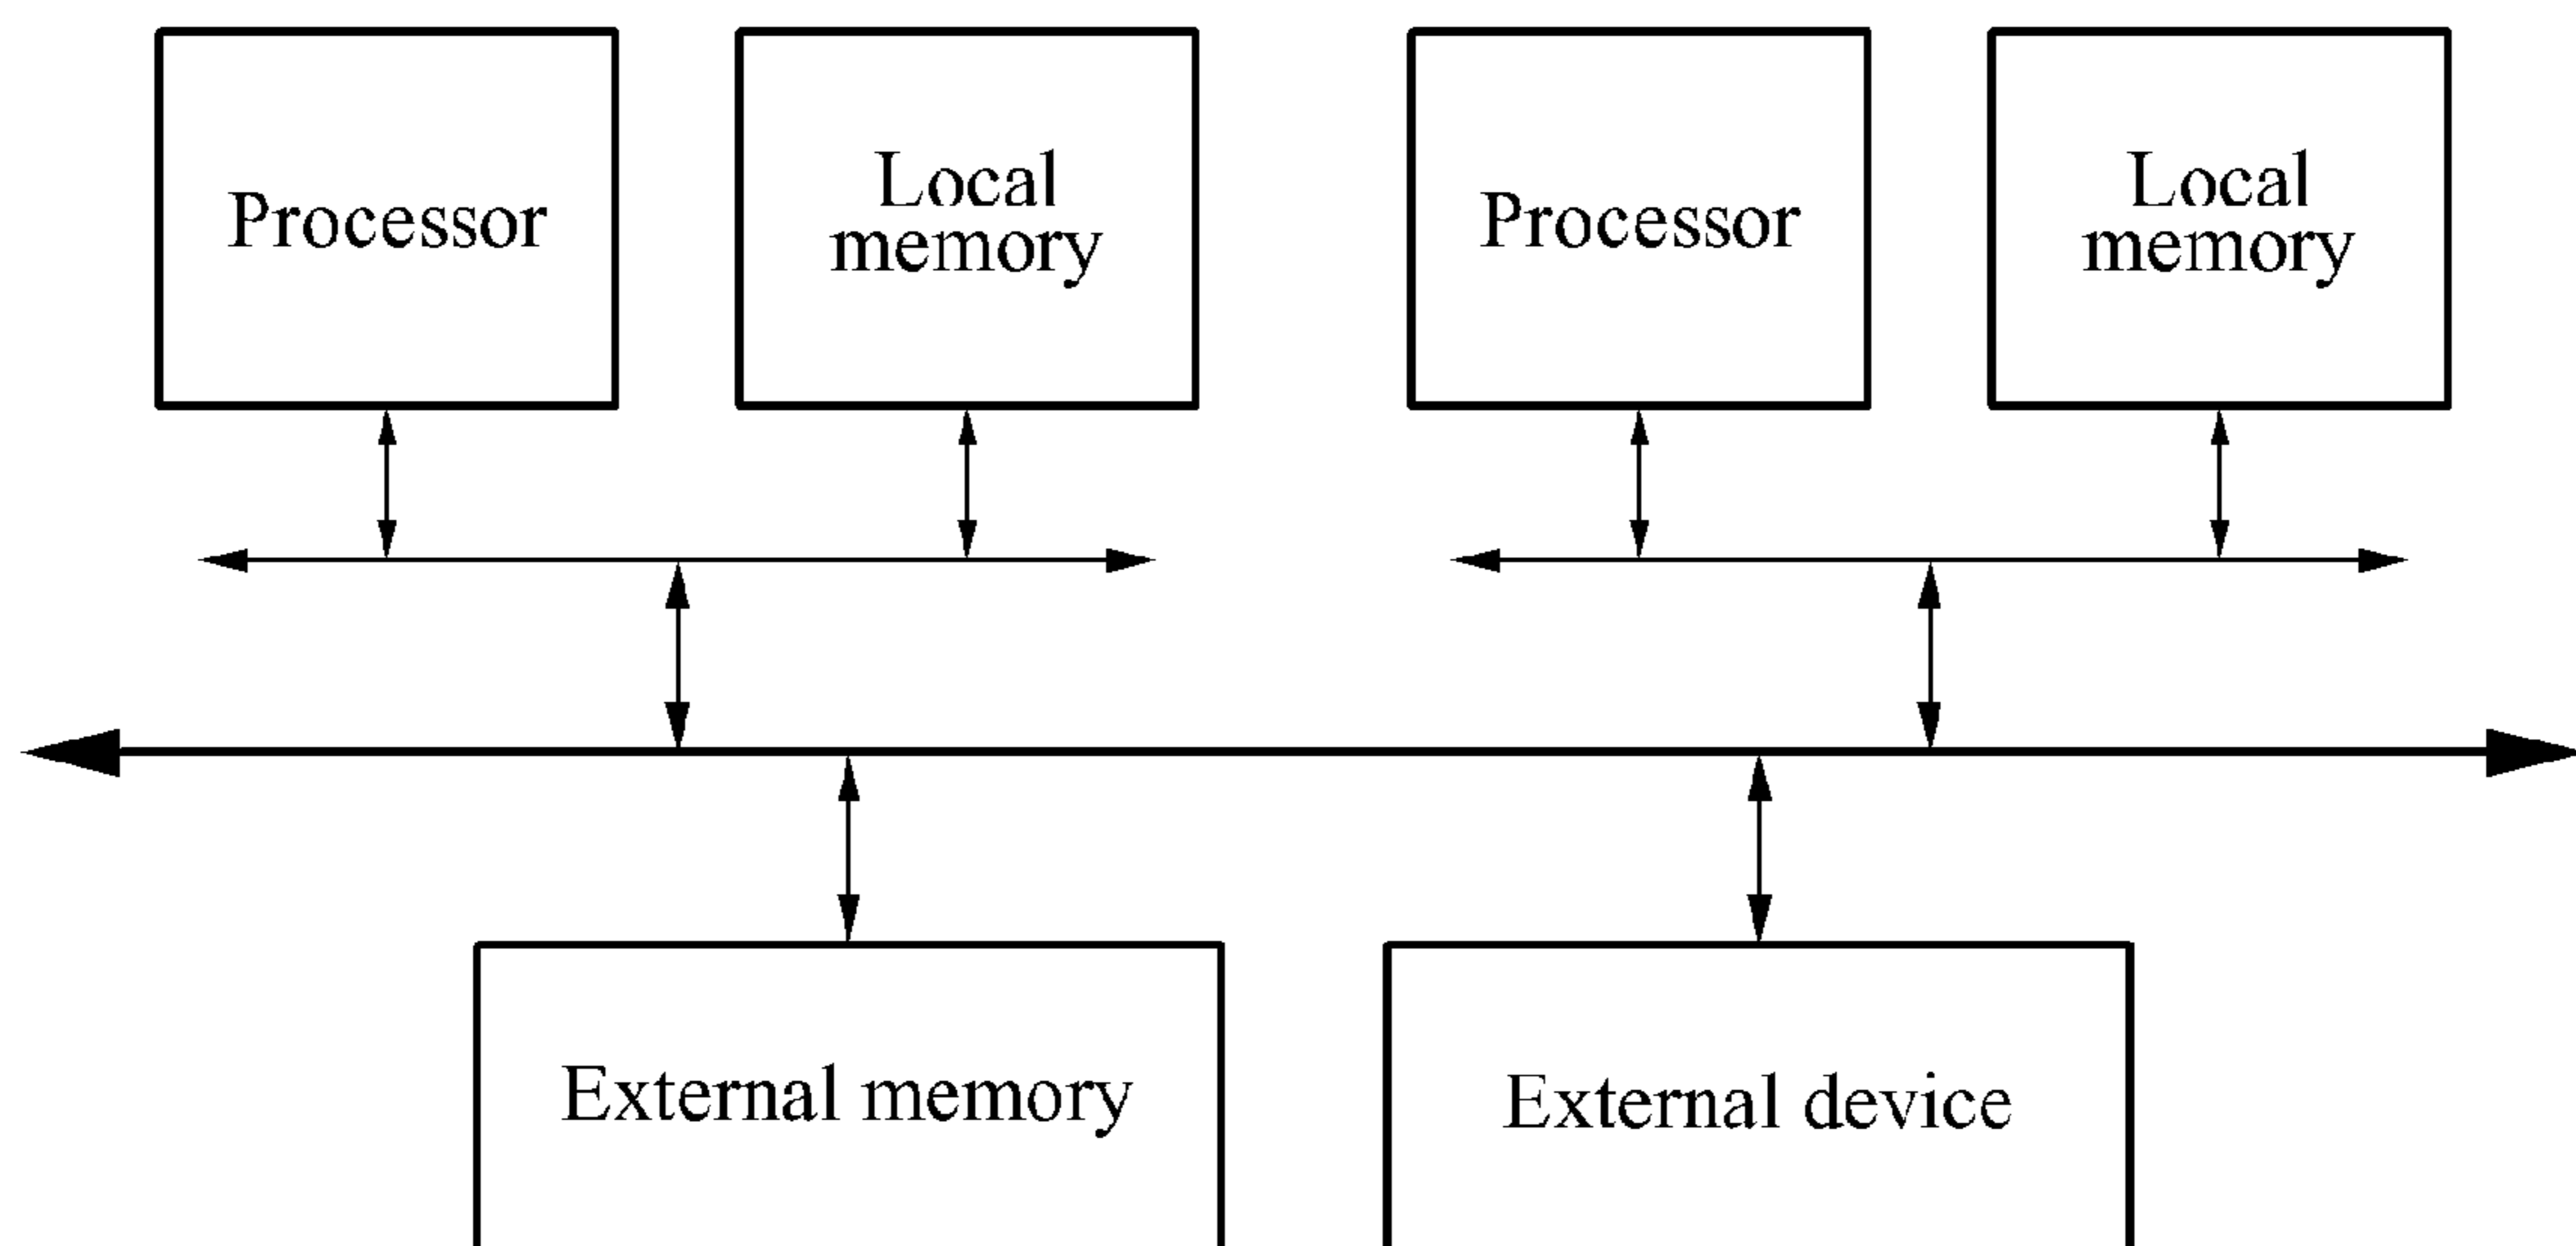 Processor
Local
memory
Processor
Local
memory
External memory
External device